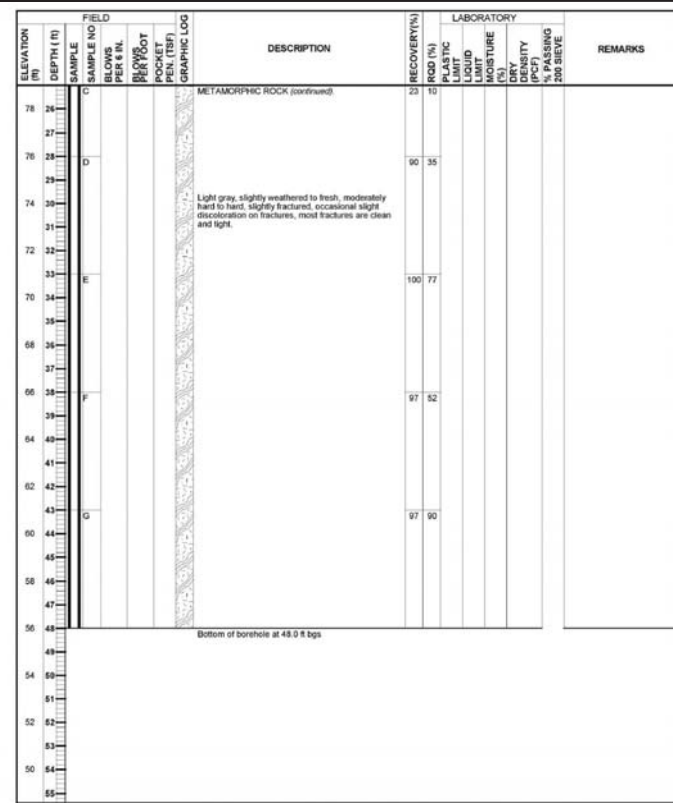 FIELD
LABORATORY
ELEVATION (ft)
DEPTH (ft)
SAMPLE
SAMPLE NO
BLOWS PER 6 IN.
BLOWS PER FOOT
POCKET PEN. (TSF)
GRAPHIC LOG
DESCRIPTION
RECOVERY(%)
RQD (%)
PLASTIC LIMIT
LIQUID LIMIT
MOISTURE (%)
DRY DENSITY (PCF)
% PASSING 200 SIEVE
REMARKS
C METAMORPHIC ROCK (continued). 23 10
78 26
27
76 28
D 90 35
29
Light gray, slightly weathered to fresh, moderately
74 30 hard to hard, slightly fractured, occasional slight
discoloration on fractures, most fractures are clean
31 and tight.
72 32
33
E 100 77
70 34
35
68 36
37
66 38
F 97 52
39
64 40
41
62 42
43
G 97 90
60 44
45
58 46
47
56 48
Bottom of borehole at 48.0 ft bgs
49
54 50
51
52 52
53
50 54
55